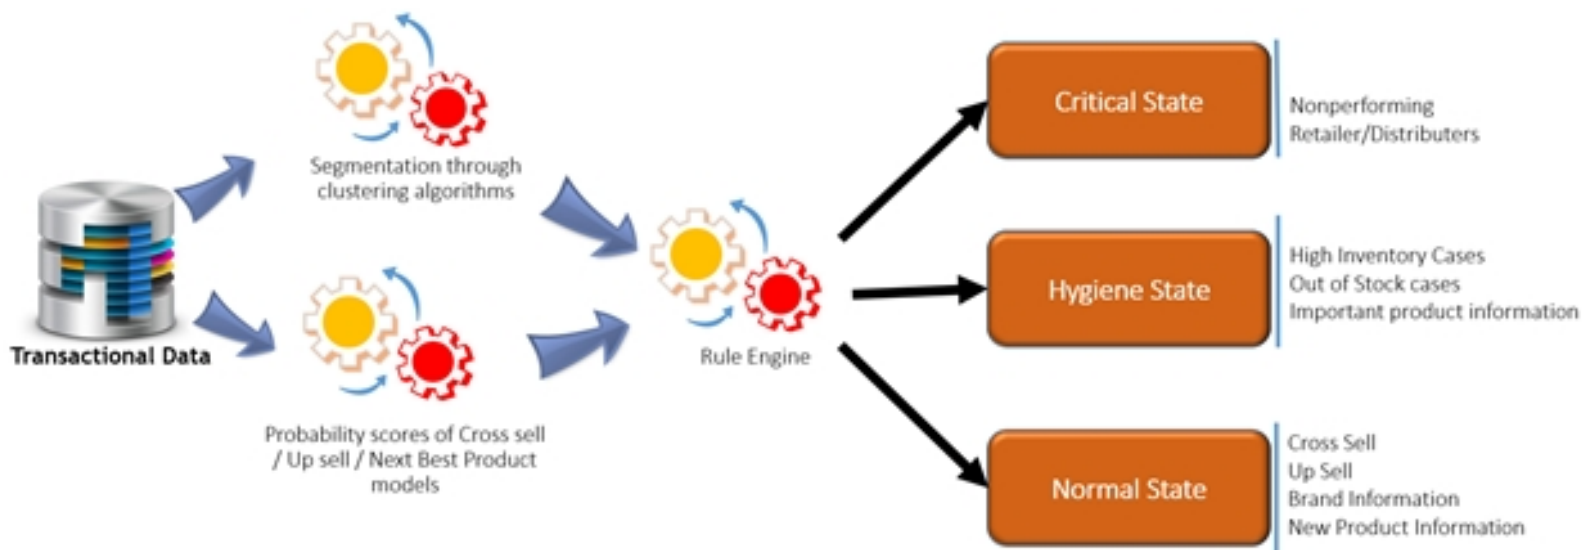 Segmentation through
clustering algorithms
Transactional Data
Probability scores of Cross sell
/ Up sell / Next Best Product
models
Rule Engine
Critical State
Nonperforming
Retailer/Distributers
Hygiene State
High Inventory Cases
Out of Stock cases
Important product information
Normal State
Cross Sell
Up Sell
Brand Information
New Product Information